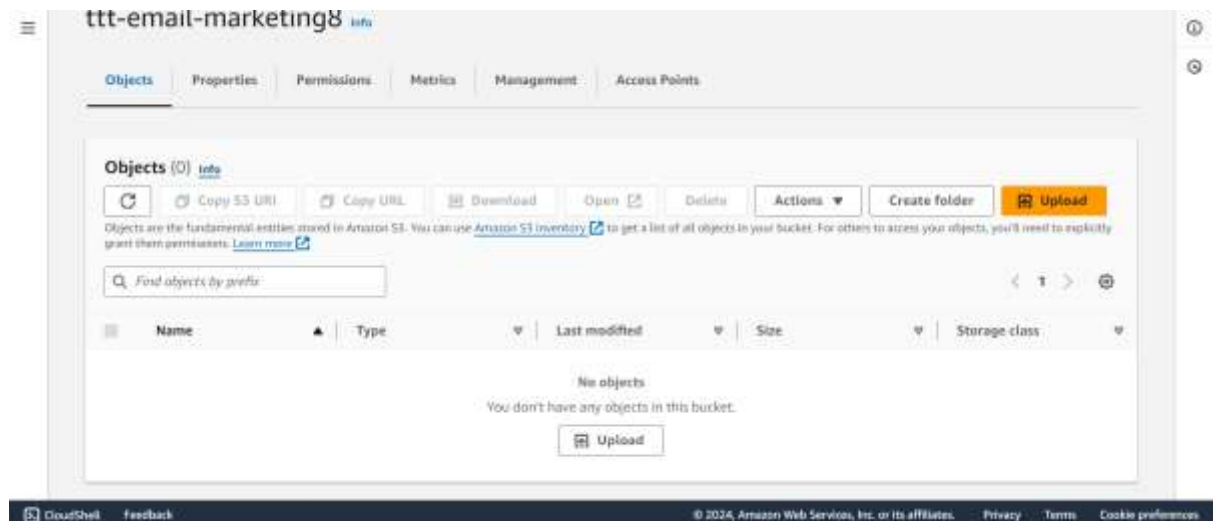 ttt-email-marketing8 Info
Objects Properties Permissions Metrics Management Access Points
Objects (0) Info
Copy S3 URI Copy URL Download Open Delete Actions Create folder Upload
Objects are the fundamental entities stored in Amazon S3. You can use Amazon S3 inventory to get a list of all objects in your bucket. For others to access your objects, you'll need to explicitly
grant them permissions. Learn more
Find objects by prefix 1
Name Type Last modified Size Storage class
No objects
You don't have any objects in this bucket.
Upload
CloudShell Feedback © 2024, Amazon Web Services, Inc. or its affiliates. Privacy Terms Cookie preferences